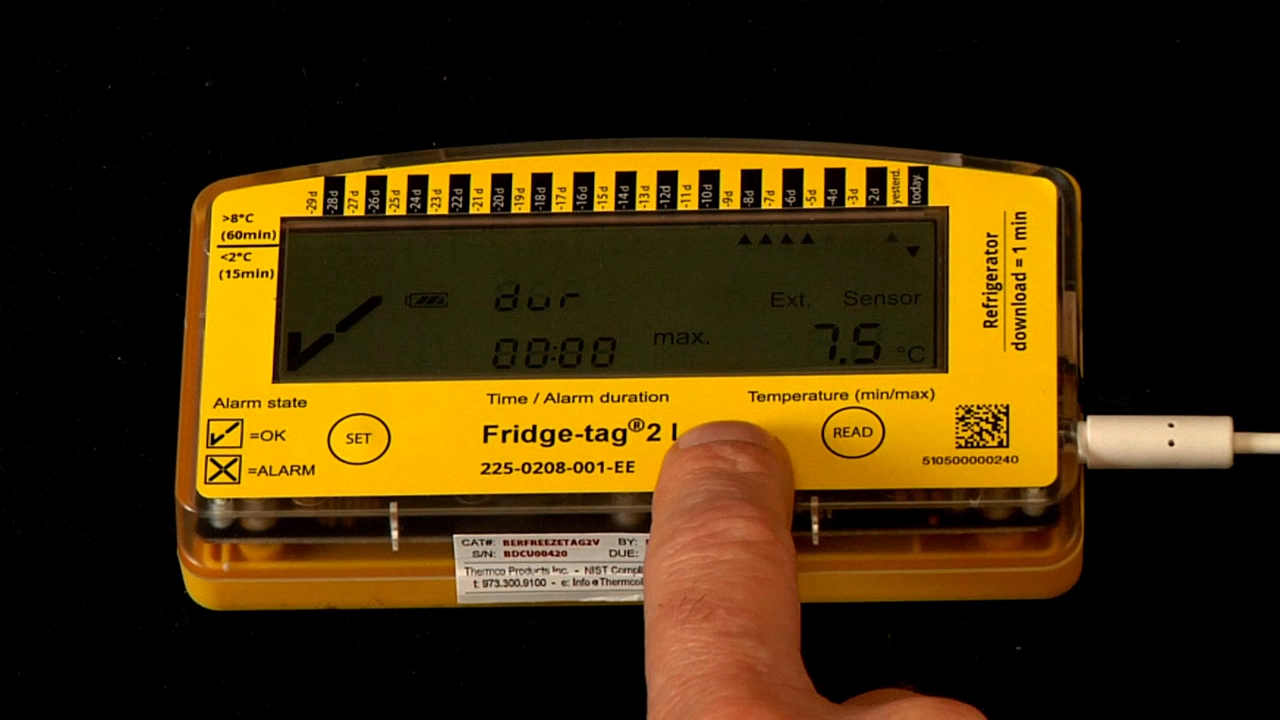 -29d -28d -27d -26d -25d -24d -23d -22d -21d -20d -19d -18d -17d -16d -15d -14d -13d -12d -11d -10d -9d -8d -7d -6d -5d -4d -3d -2d yesterd. today
>8°C
(60min)
<2°C
(15min)
dur
Ext. Sensor
00:00 max. 7.5 °C
Refrigerator
download = 1 min
Alarm state
Time / Alarm duration
Temperature (min/max)
=OK
=ALARM
SET
Fridge-tag®2 L
READ
225-0208-001-EE
510500000240
CAT#: BERFREEZETAG2V BY:
S/N: BDCU00420 DUE:
Thermco Products Inc. - NIST
t: 973.300.9100 - e: